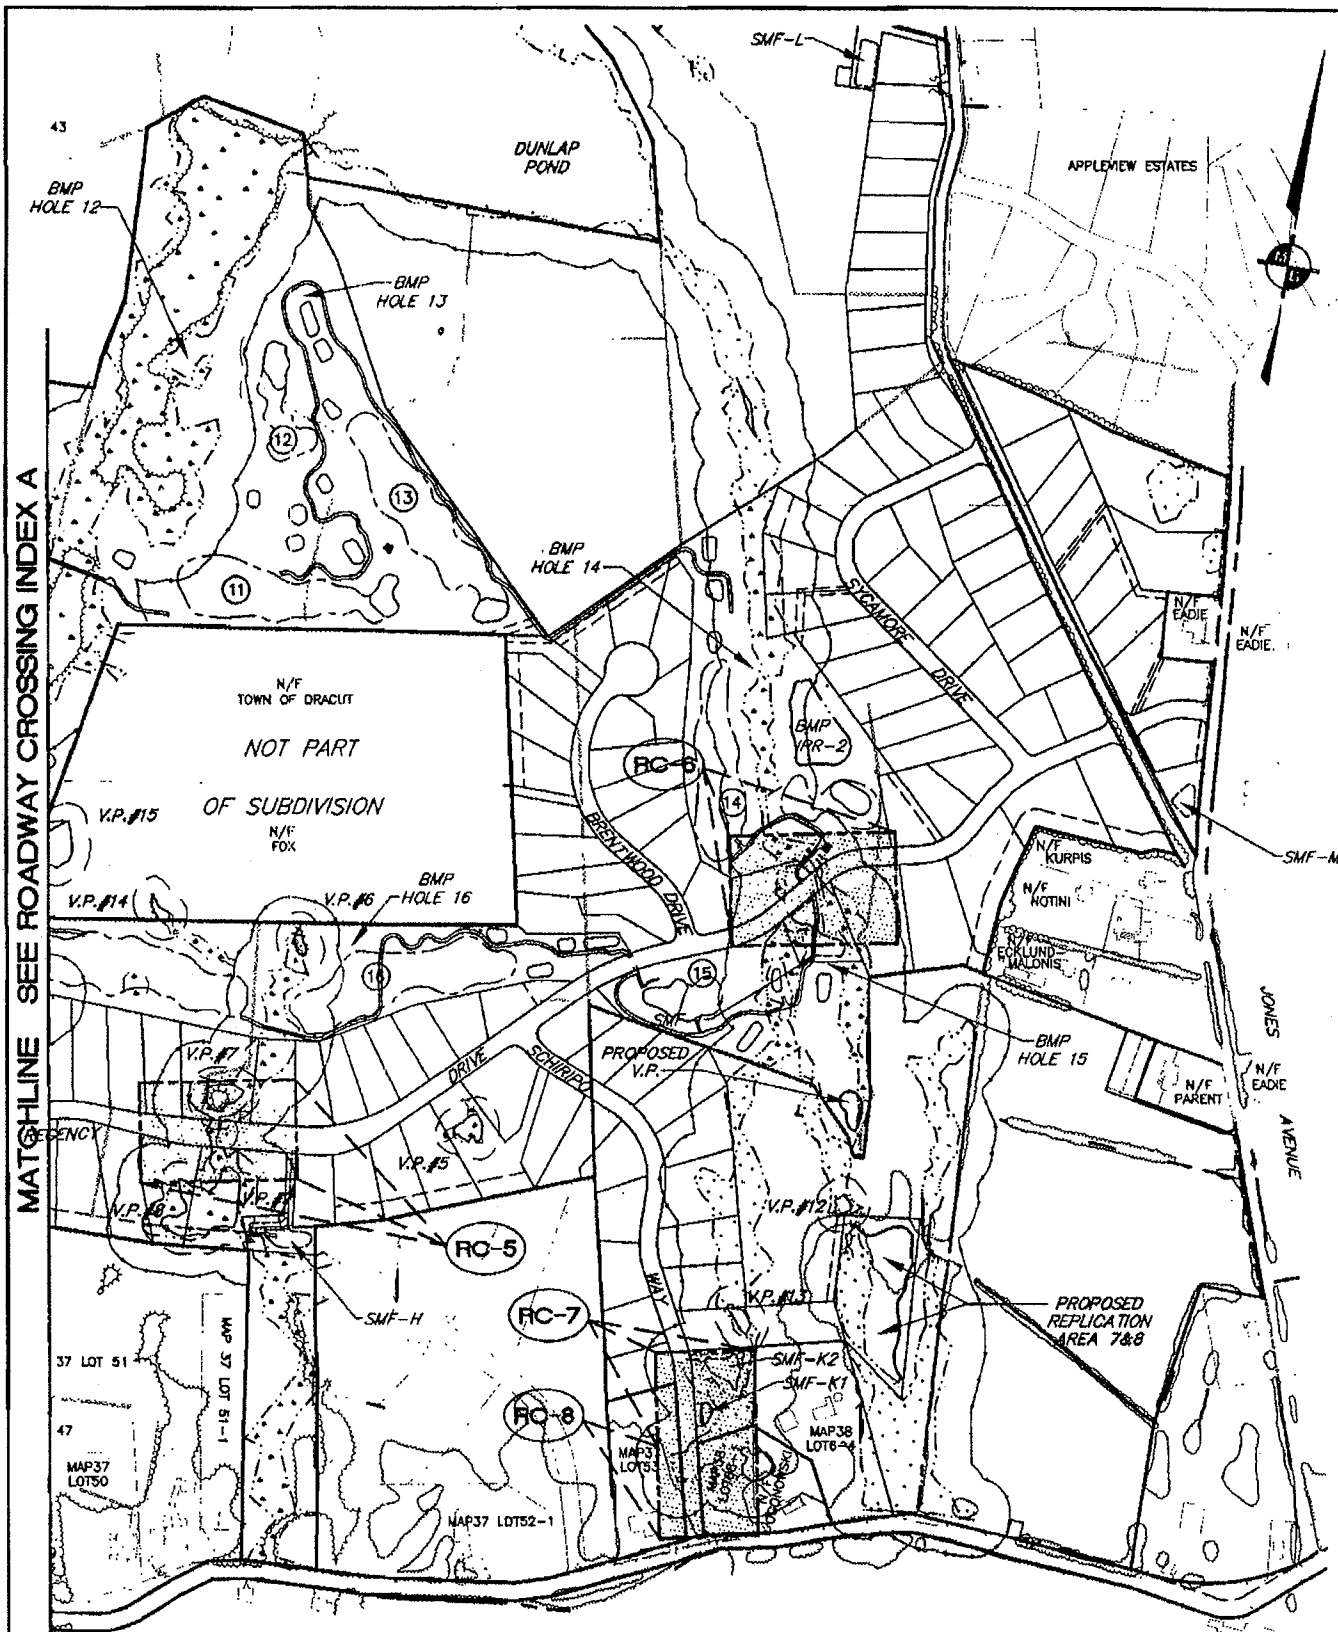 SMF-L
43
DUNLAP
POND
APPLEVIEW ESTATES
BMP
HOLE 12
BMP
HOLE 13
12
13
BMP
HOLE 14
11
SYCAMORE
DRIVE
N/F
EADIE
N/F
EADIE
N/F
TOWN OF DRACUT
NOT PART
OF SUBDIVISION
N/F
FOX
BMP
RC-6
14
V.P.#15
BRENTWOOD DRIVE
SMF-M
N/F
KURPIS
N/F
NOTINI
N/F
ECKLUND-
MALONIS
V.P.#14
V.P.#6
BMP
HOLE 16
16
15
JONES
AVENUE
BMP
HOLE 15
V.P.#7
DRIVE
SCHIRIPO
WAY
PROPOSED
V.P.
N/F
PARENT
N/F
EADIE
REGENCY
V.P.#5
V.P.#12
RC-5
SMF-H
RC-7
V.P.#13
PROPOSED
REPLICATION
AREA 7&8
SMF-K2
SMF-K1
37 LOT 51
MAP 37 LOT 51-1
RC-8
47
MAP37
LOT50
MAP37 LOT52-1
MAP37
LOT53
MAP38
LOT6-4
MATCHLINE SEE ROADWAY CROSSING INDEX A